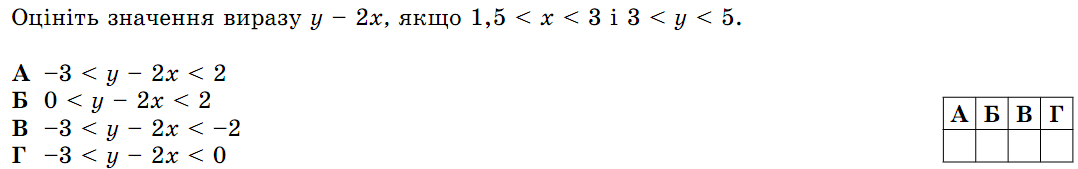 Оцініть значення виразу y − 2x, якщо 1,5 < x < 3 і 3 < y < 5.
А −3 < y − 2x < 2
Б 0 < y − 2x < 2
В −3 < y − 2x < −2
Г −3 < y − 2x < 0
А Б В Г